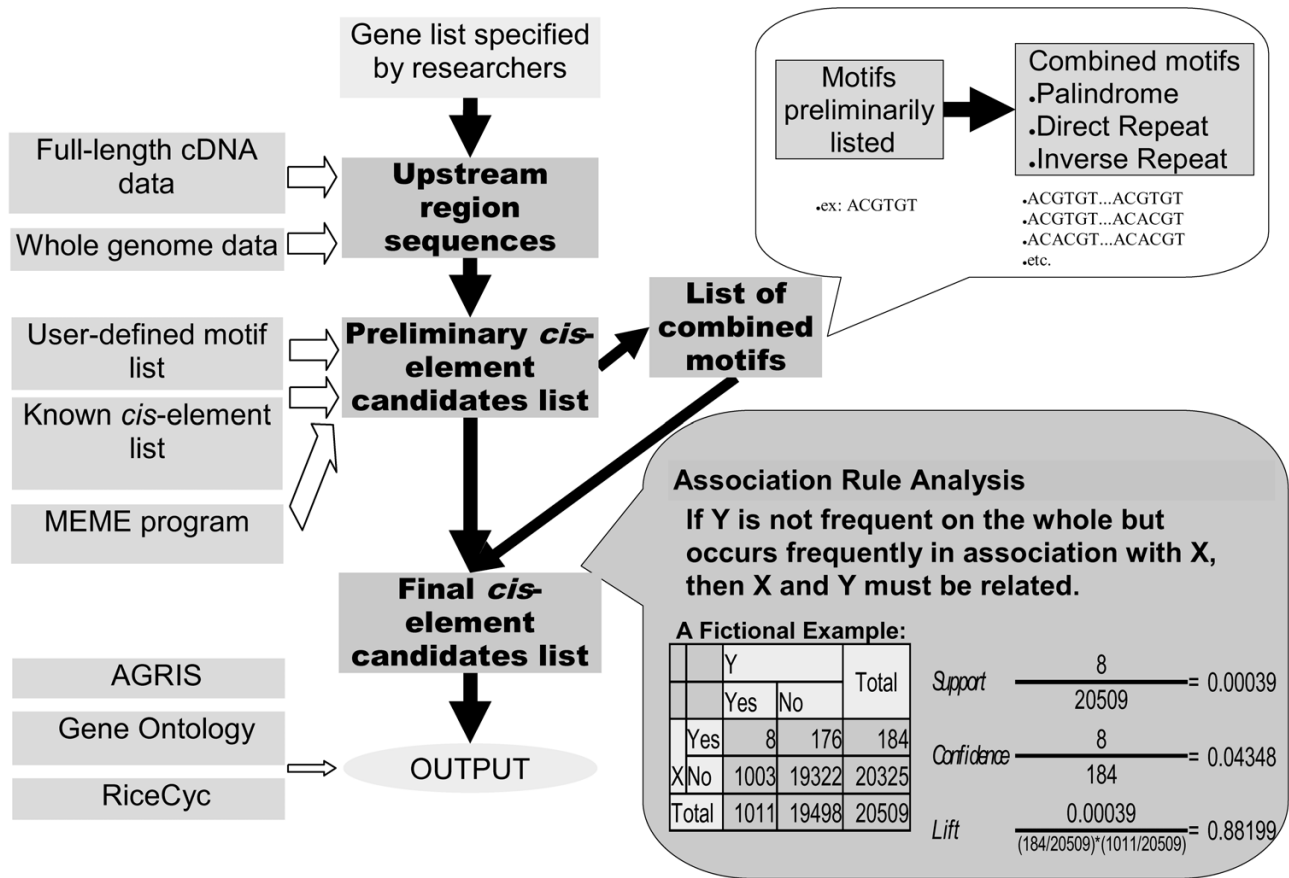 Gene list specified
by researchers
Full-length cDNA
data
Whole genome data
Upstream
region
sequences
User-defined motif
list
Known cis-element
list
MEME program
Preliminary cis-
element
candidates list
List of
combined
motifs
Motifs
preliminarily
listed
Combined motifs
•Palindrome
•Direct Repeat
•Inverse Repeat
•ex: ACGTGT
•ACGTGT...ACGTGT
•ACGTGT...ACACGT
•ACACGT...ACACGT
•etc.
Final cis-
element
candidates list
AGRIS
Gene Ontology
RiceCyc
OUTPUT
Association Rule Analysis
If Y is not frequent on the whole but
occurs frequently in association with X,
then X and Y must be related.
A Fictional Example:
Y Total
Yes No
X Yes 8 176 184
No 1003 19322 20325
Total 1011 19498 20509
Support 8 / 20509 = 0.00039
Confidence 8 / 184 = 0.04348
Lift 0.00039 / (184/20509)*(1011/20509) = 0.88199